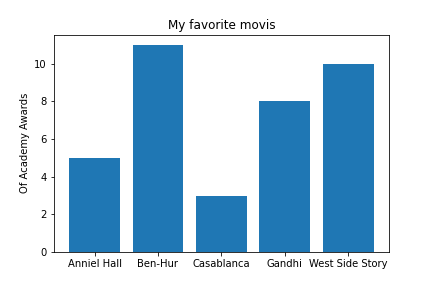 My favorite movis
Of Academy Awards
10
8
6
4
2
0
Anniel Hall Ben-Hur Casablanca Gandhi West Side Story